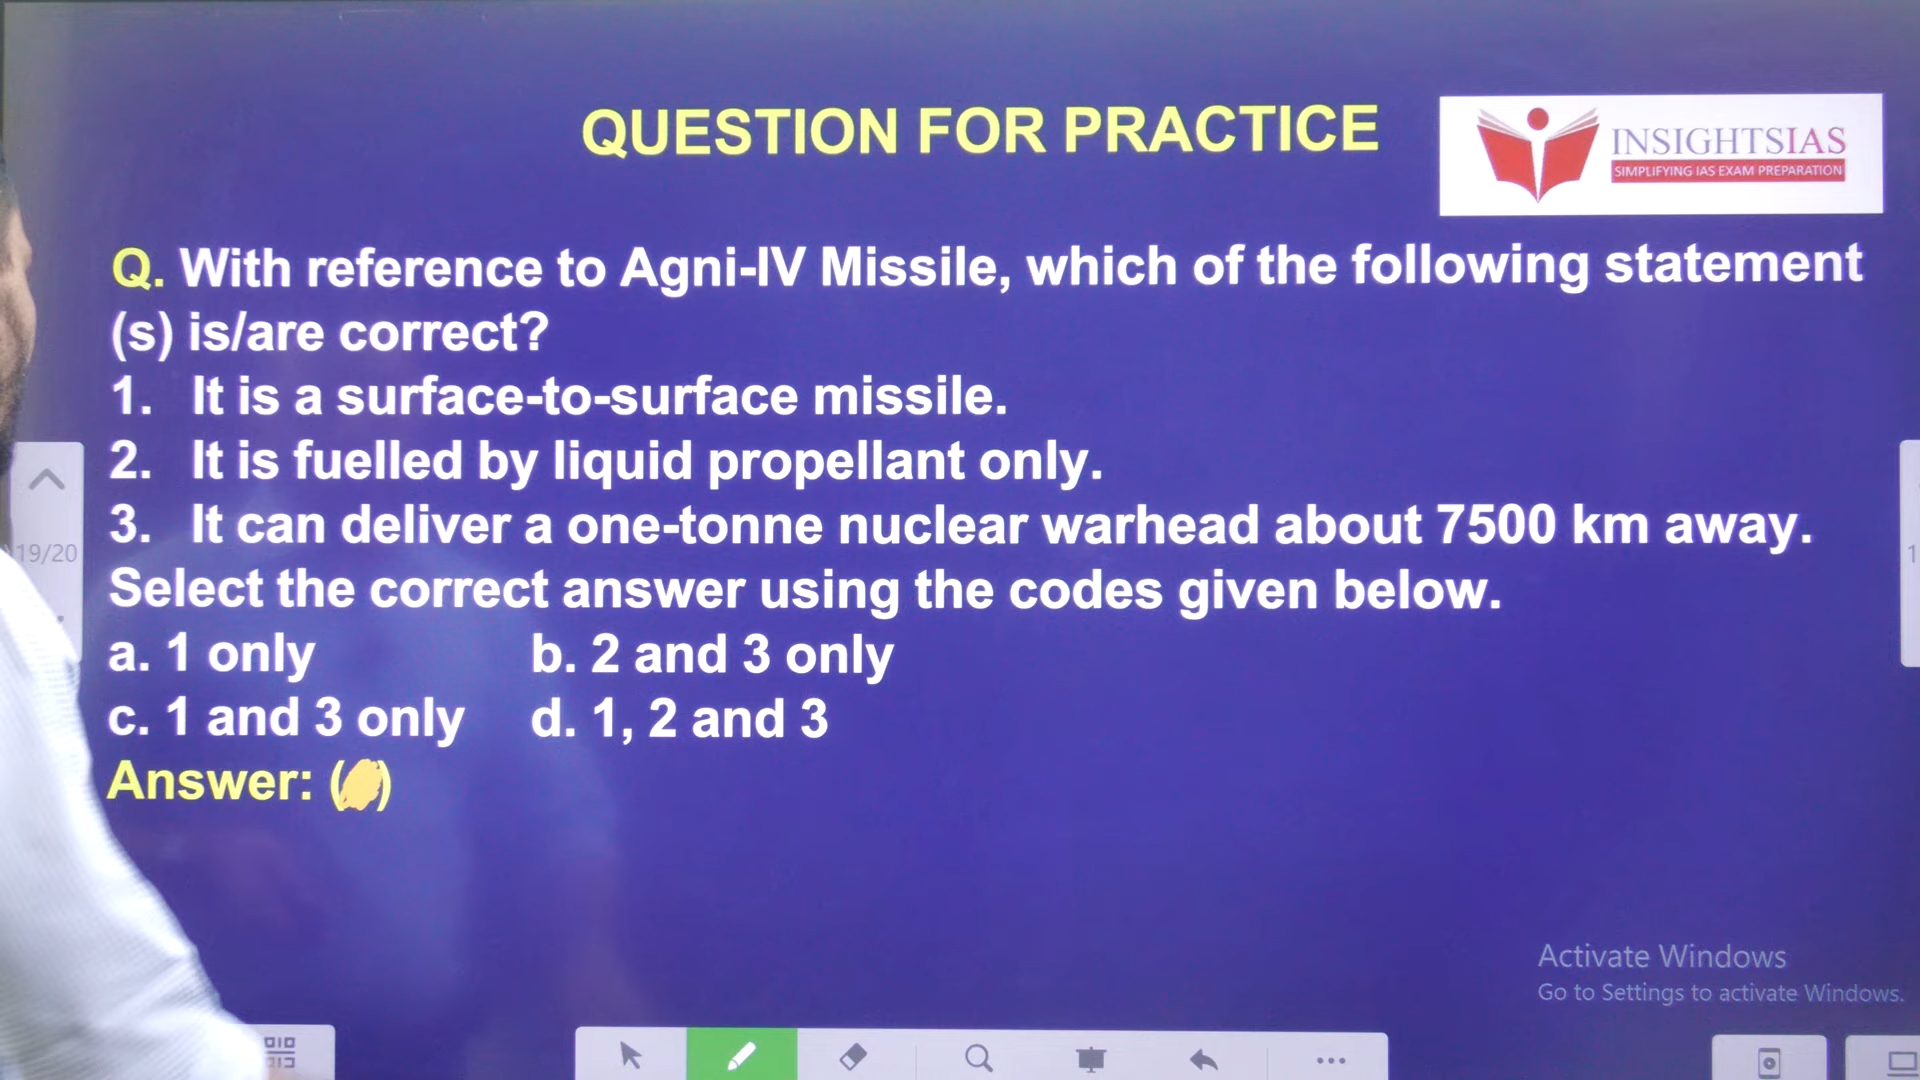 QUESTION FOR PRACTICE
INSIGHTSIAS
SIMPLIFYING IAS EXAM PREPARATION
Q. With reference to Agni-IV Missile, which of the following statement
(s) is/are correct?
1. It is a surface-to-surface missile.
2. It is fuelled by liquid propellant only.
3. It can deliver a one-tonne nuclear warhead about 7500 km away.
Select the correct answer using the codes given below.
a. 1 only b. 2 and 3 only
c. 1 and 3 only d. 1, 2 and 3
Answer: ( )
19/20
Activate Windows
Go to Settings to activate Windows.